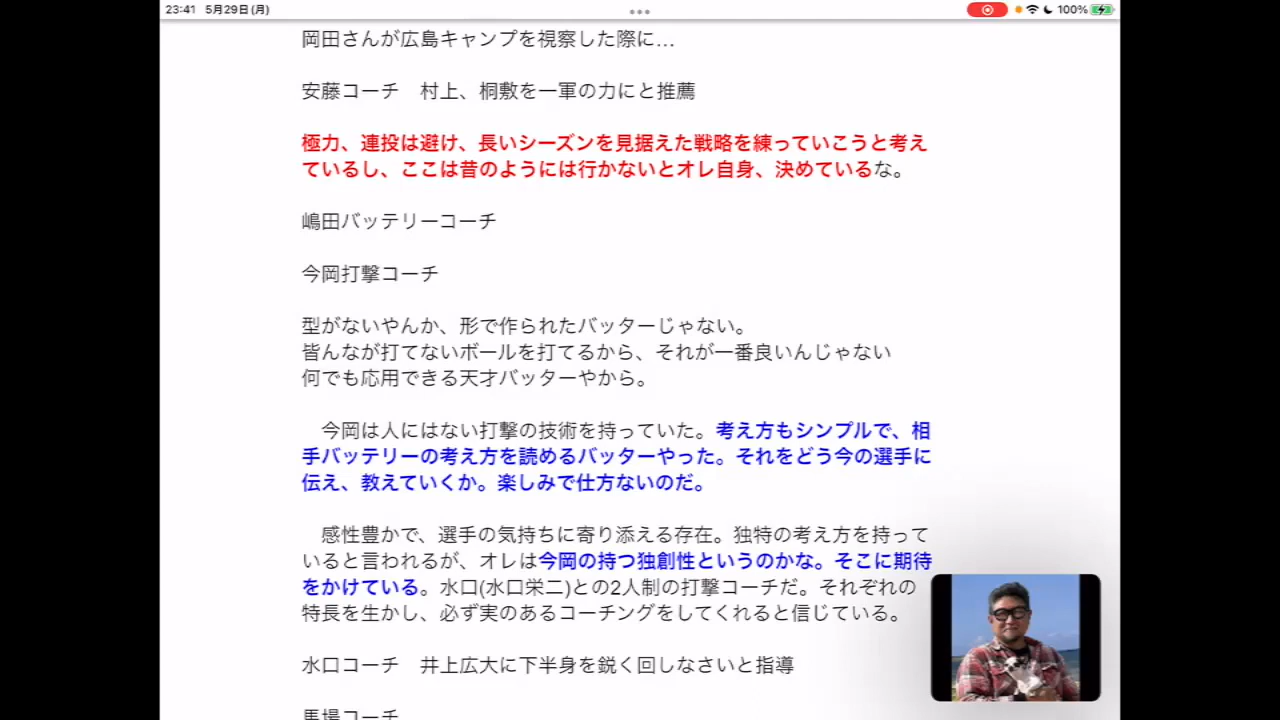 23:41 5月29日(月)
100%
岡田さんが広島キャンプを視察した際に…
安藤コーチ　村上、桐敷を一軍の力にと推薦
極力、連投は避け、長いシーズンを見据えた戦略を練っていこうと考え
ているし、ここは昔のようには行かないとオレ自身、決めているな。
嶋田バッテリーコーチ
今岡打撃コーチ
型がないやんか、形で作られたバッターじゃない。
皆んなが打てないボールを打てるから、それが一番良いんじゃない
何でも応用できる天才バッターやから。
今岡は人にはない打撃の技術を持っていた。考え方もシンプルで、相
手バッテリーの考え方を読めるバッターやった。それをどう今の選手に
伝え、教えていくか。楽しみで仕方ないのだ。
感性豊かで、選手の気持ちに寄り添える存在。独特の考え方を持って
いると言われるが、オレは今岡の持つ独創性というのかな。そこに期待
をかけている。水口(水口栄二)との2人制の打撃コーチだ。それぞれの
特長を生かし、必ず実のあるコーチングをしてくれると信じている。
水口コーチ　井上広大に下半身を鋭く回しなさいと指導
馬場コーチ